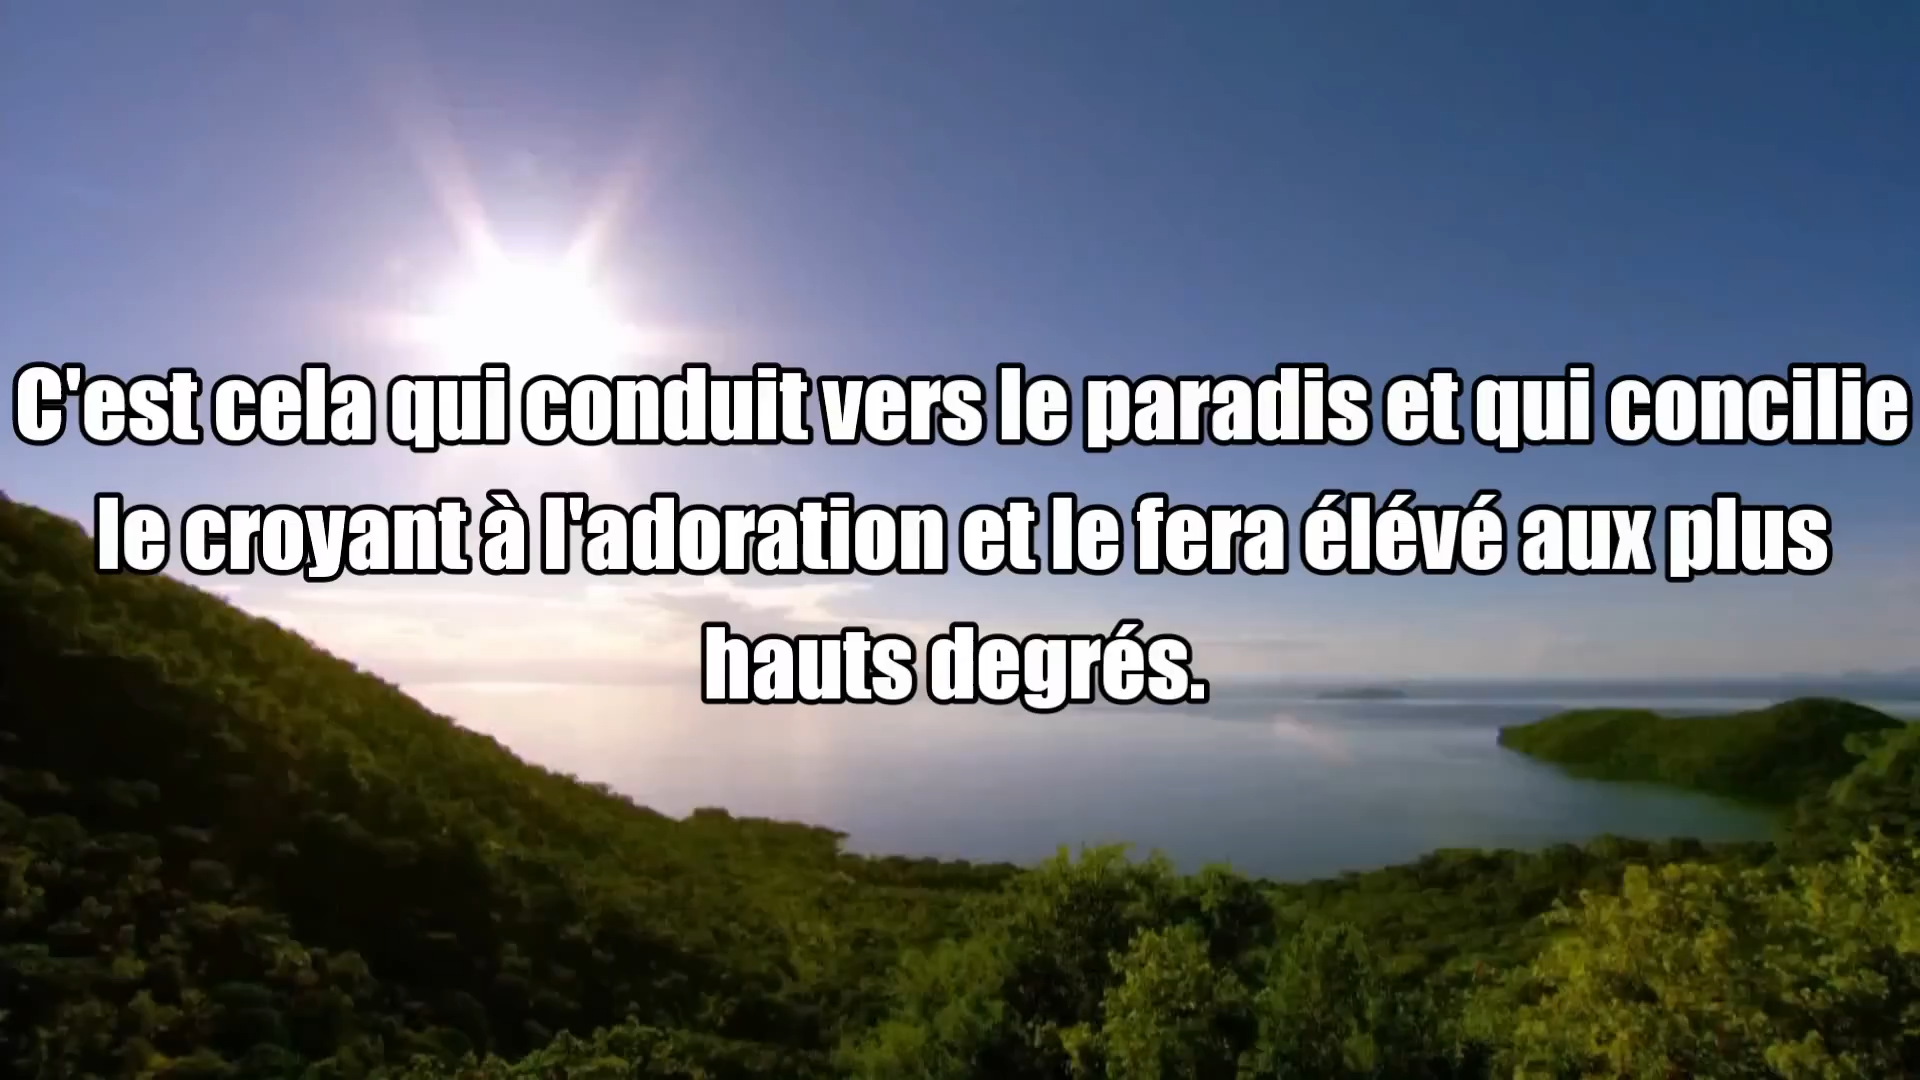 C'est cela qui conduit vers le paradis et qui concilie
le croyant à l'adoration et le fera élévé aux plus
hauts degrés.